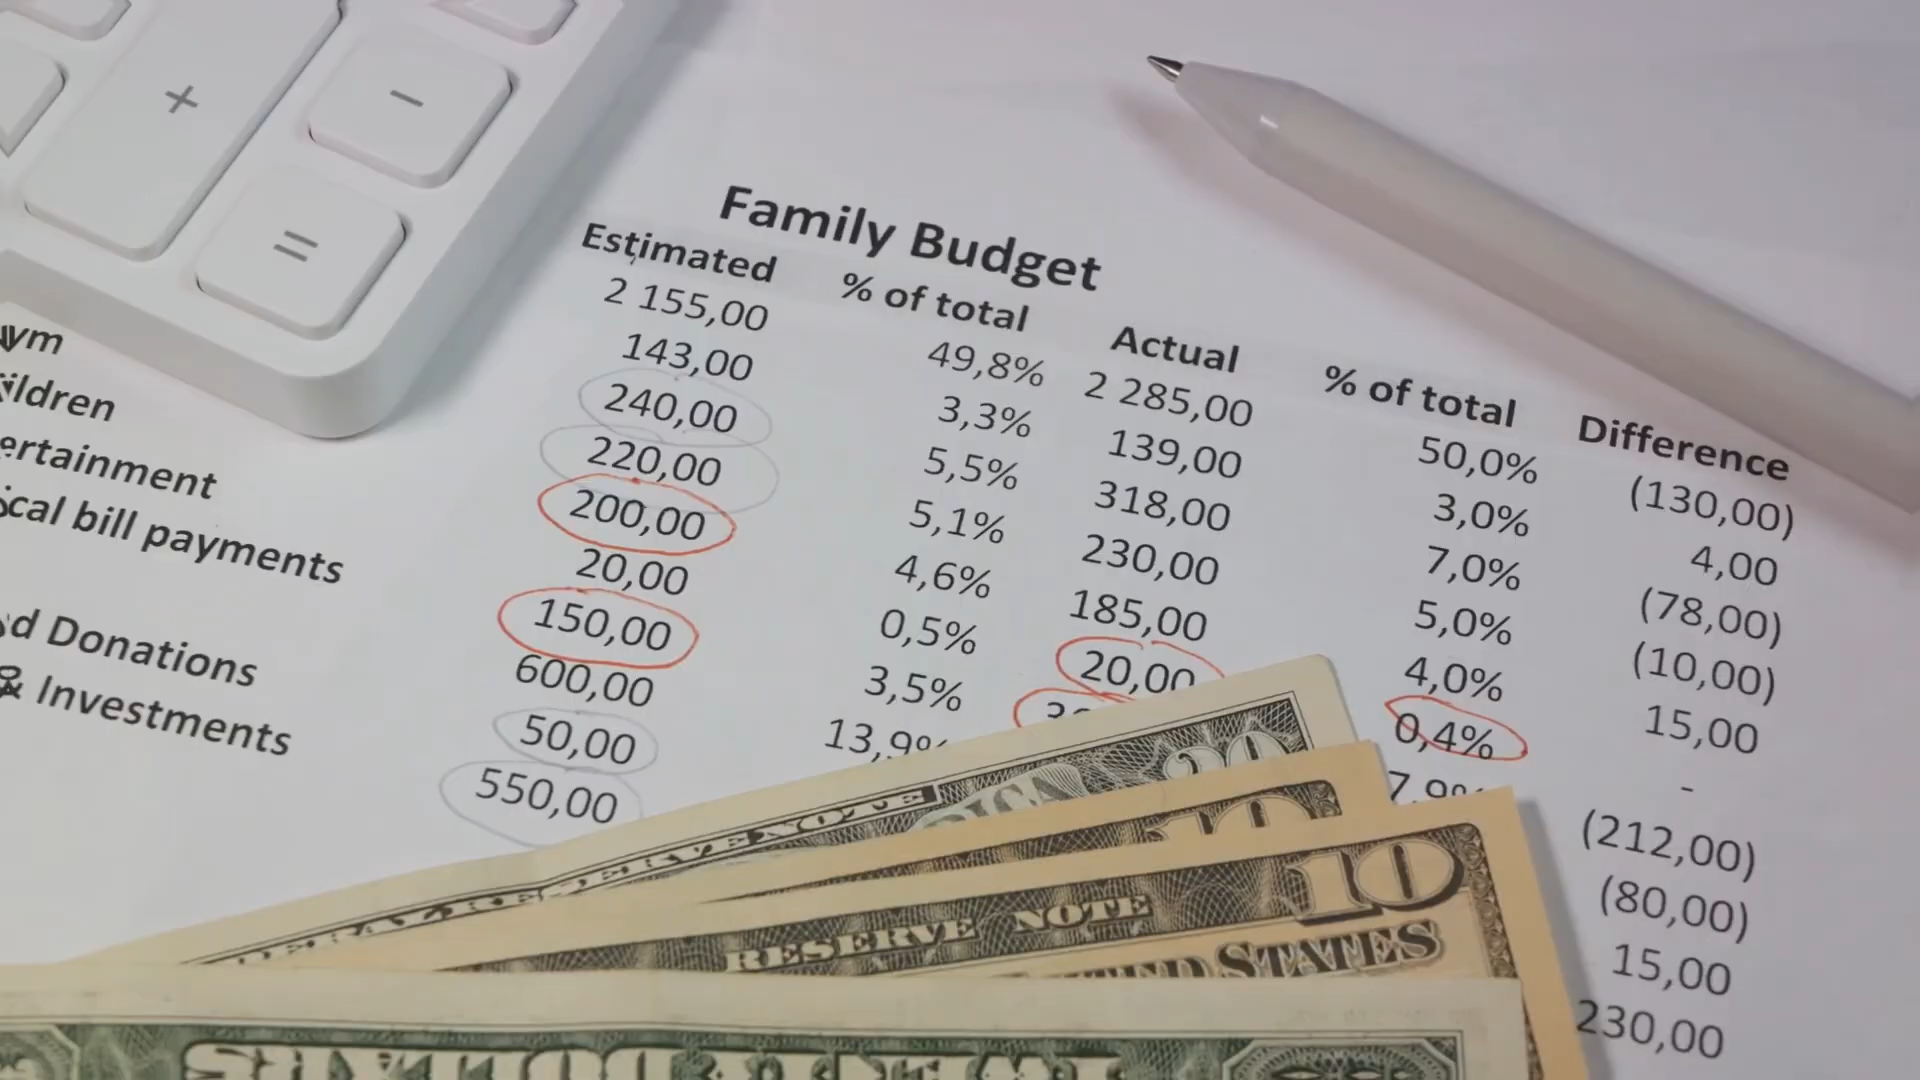 +
−
=
Family Budget
Estimated % of total Actual % of total Difference
2 155,00 49,8% 2 285,00 50,0% (130,00)
143,00 3,3% 139,00 3,0% 4,00
240,00 5,5% 318,00 7,0% (78,00)
220,00 5,1% 230,00 5,0% (10,00)
200,00 4,6% 185,00 4,0% 15,00
20,00 0,5% 20,00 0,4% -
150,00 3,5% (212,00)
600,00 13,9% (80,00)
50,00 15,00
550,00 230,00
bill payments
Donations
& Investments
20
10
RESERVE NOTE
10
STATES